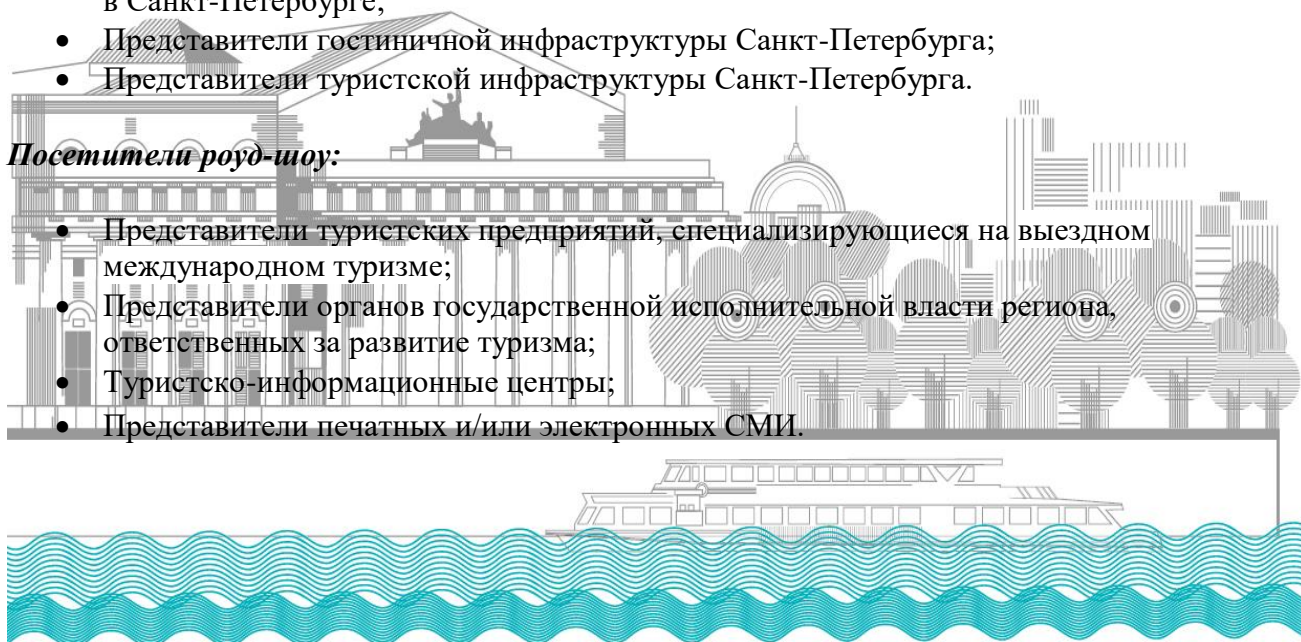 в Санкт-Петербурге;
• Представители гостиничной инфраструктуры Санкт-Петербурга;
• Представители туристской инфраструктуры Санкт-Петербурга.
Посетители роуд-шоу:
• Представители туристских предприятий, специализирующиеся на выездном
международном туризме;
• Представители органов государственной исполнительной власти региона,
ответственных за развитие туризма;
• Туристско-информационные центры;
• Представители печатных и/или электронных СМИ.